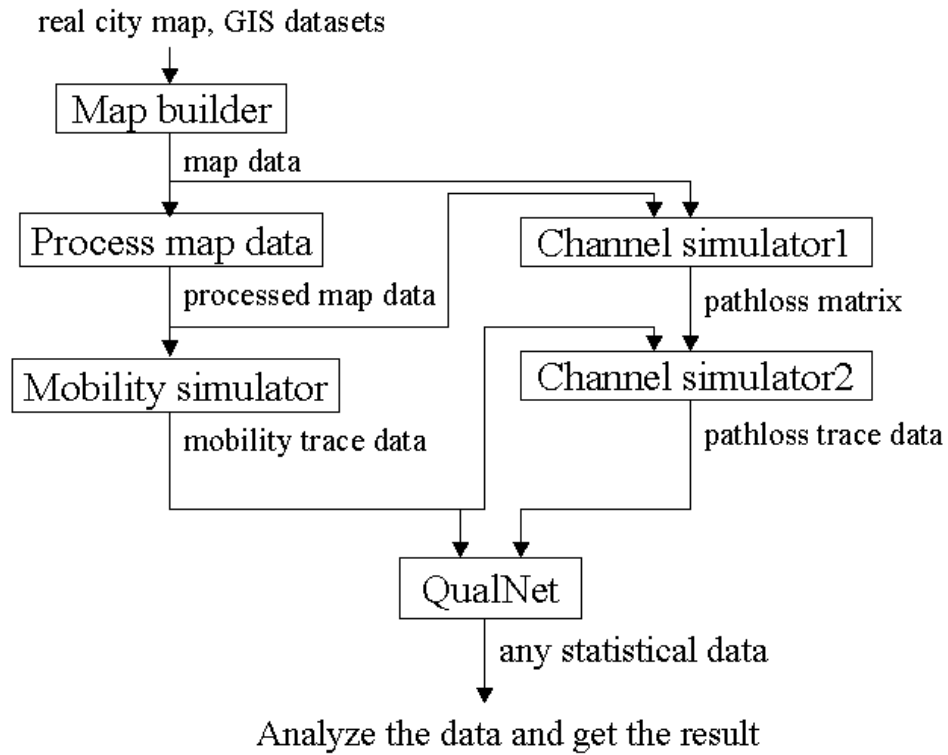 real city map, GIS datasets
Map builder
map data
Process map data
Channel simulator1
processed map data
pathloss matrix
Mobility simulator
Channel simulator2
mobility trace data
pathloss trace data
QualNet
any statistical data
Analyze the data and get the result